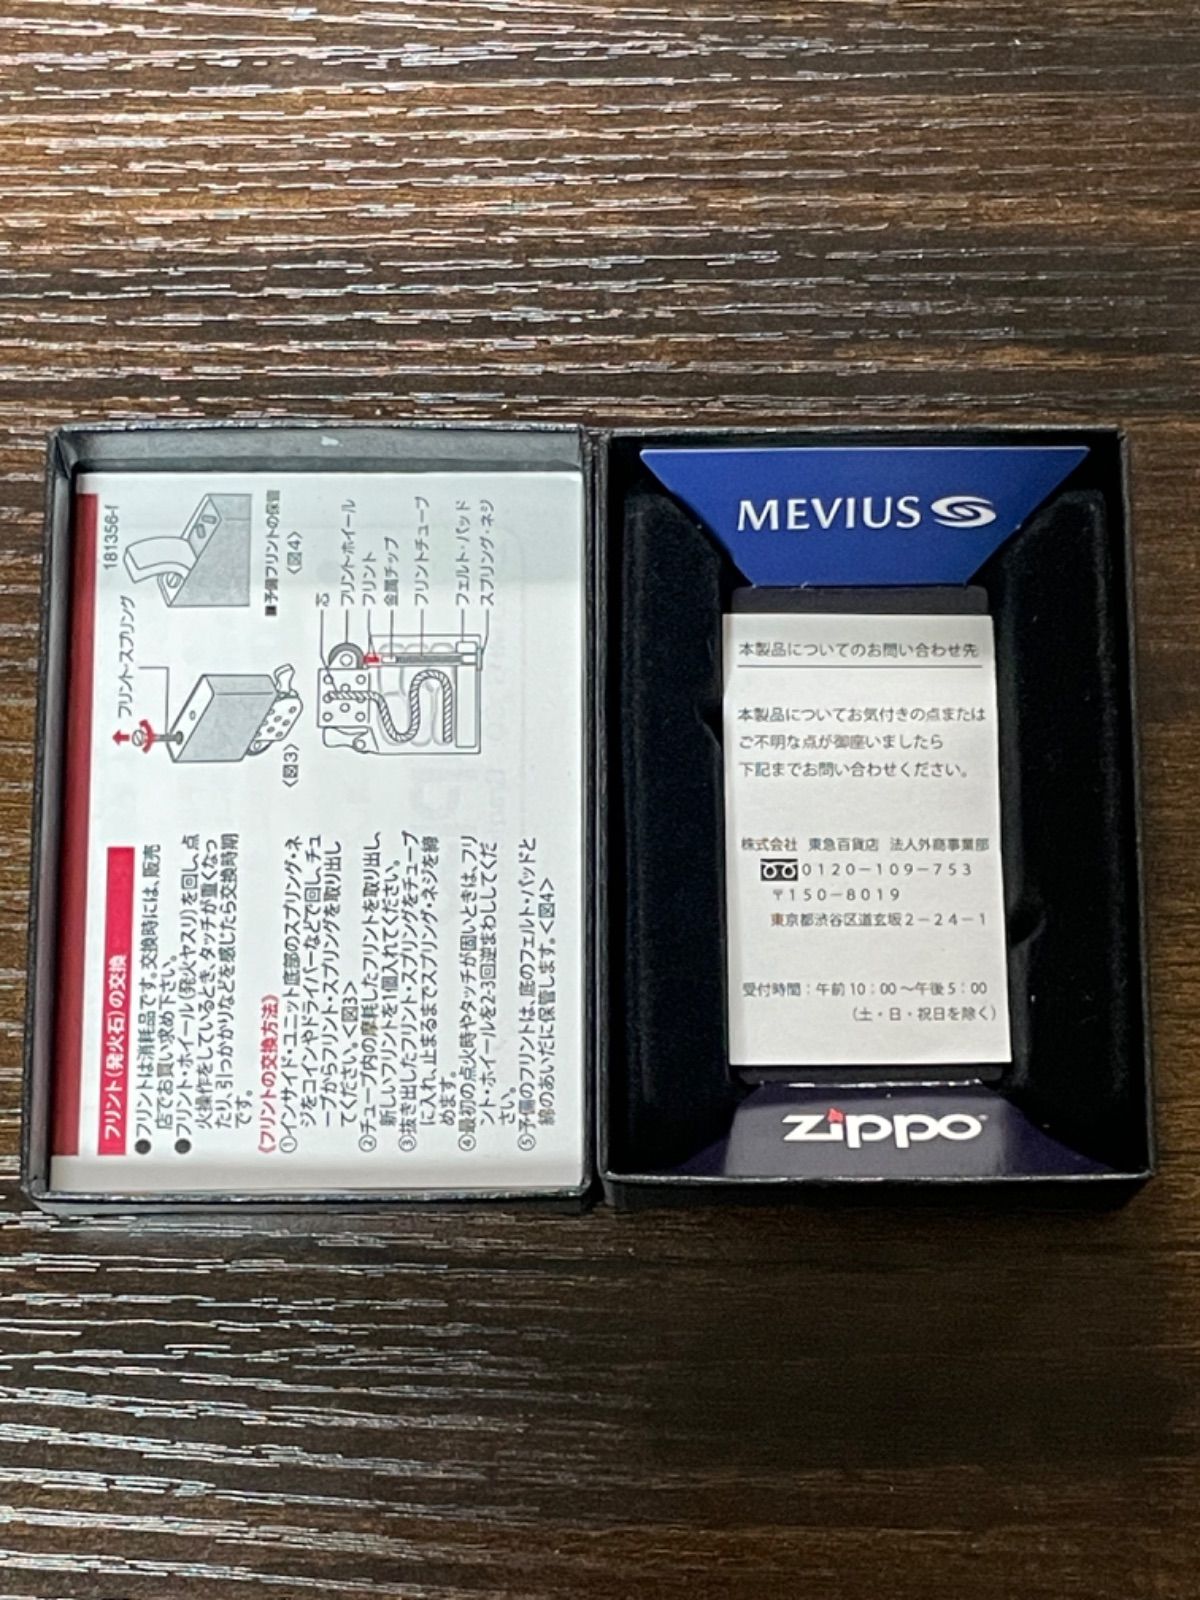 フリント(発火石)の交換
●フリントは消耗品です。交換時には、販売
店でお買い求め下さい。
●フリント・ホイール(発火ヤスリ)を回し、点
火操作をしているとき、タッチが重くなっ
たり、引っかかりなどを感じたら交換時期
です。
《フリントの交換方法》
①インサイド・ユニット底部のスプリング・ネ
ジをコインやドライバーなどで回し、チュ
ーブからフリント・スプリングを取り出し
てください。<図3>
②チューブ内の摩耗したフリントを取り出し、
新しいフリントを1個入れてください。
③抜き出したフリント・スプリングをチューブ
に入れ、止まるまでスプリング・ネジを締
めます。
④最初の点火時やタッチが固いときは、フリ
ント・ホイールを2-3回逆まわししてくだ
さい。
⑤予備のフリントは、底のフェルト・パッドと
綿のあいだに保管します。<図4>
フリント・スプリング
181356-f
〈図3〉
■予備フリントの保管
〈図4〉
芯
フリント・ホイール
フリント
金属チップ
フリントチューブ
フェルト・パッド
スプリング・ネジ
MEVIUS
本製品についてのお問い合わせ先
本製品についてお気付きの点または
ご不明な点が御座いましたら
下記までお問い合わせください。
株式会社 東急百貨店 法人外商事業部
0120-109-753
〒150-8019
東京都渋谷区道玄坂2-24-1
受付時間:午前10:00〜午後5:00
(土・日・祝日を除く)
Zippo